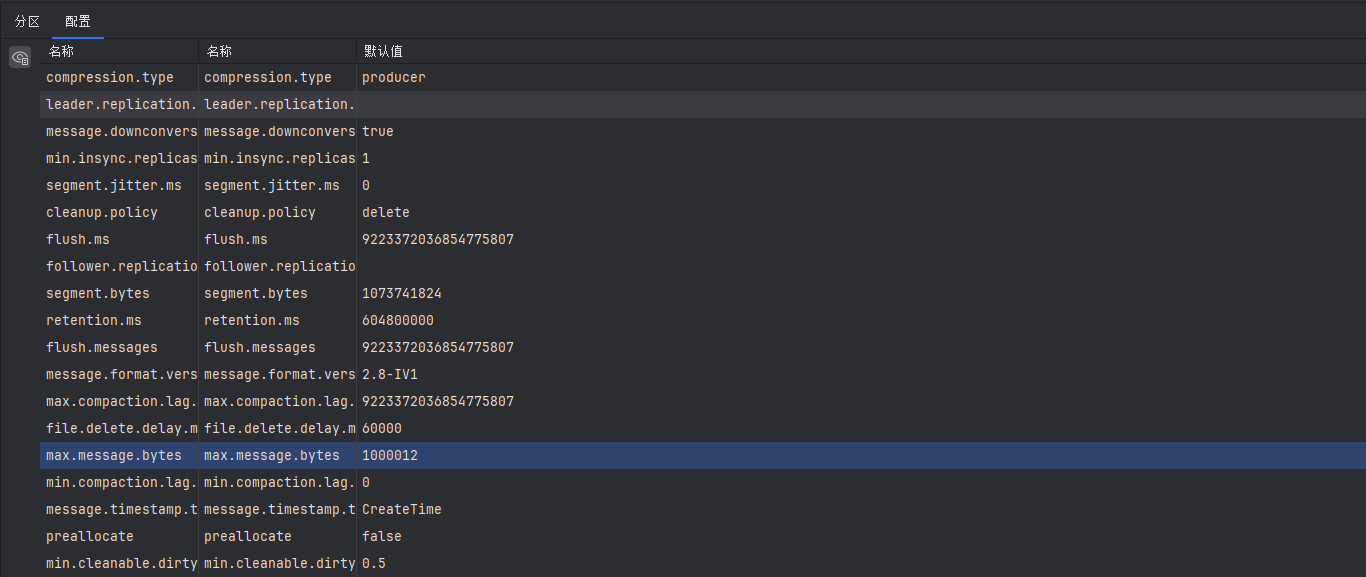 分区 配置
名称 名称 默认值
compression.type compression.type producer
leader.replication. leader.replication.
message.downconvers message.downconvers true
min.insync.replicas min.insync.replicas 1
segment.jitter.ms segment.jitter.ms 0
cleanup.policy cleanup.policy delete
flush.ms flush.ms 9223372036854775807
follower.replicatio follower.replicatio
segment.bytes segment.bytes 1073741824
retention.ms retention.ms 604800000
flush.messages flush.messages 9223372036854775807
message.format.vers message.format.vers 2.8-IV1
max.compaction.lag. max.compaction.lag. 9223372036854775807
file.delete.delay.m file.delete.delay.m 60000
max.message.bytes max.message.bytes 1000012
min.compaction.lag. min.compaction.lag. 0
message.timestamp.t message.timestamp.t CreateTime
preallocate preallocate false
min.cleanable.dirty min.cleanable.dirty 0.5